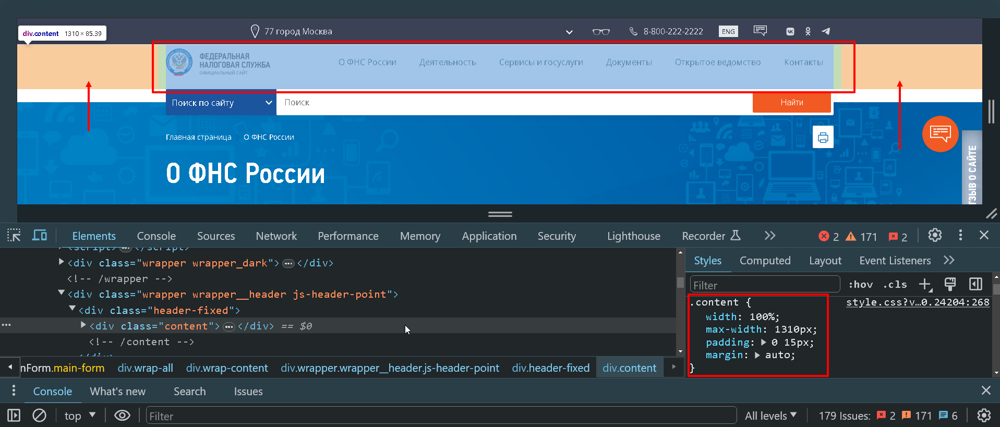 77 город Москва
8-800-222-2222
ENG
div.content 1310 × 85.39
ФЕДЕРАЛЬНАЯ
НАЛОГОВАЯ СЛУЖБА
ОФИЦИАЛЬНЫЙ САЙТ
О ФНС России
Деятельность
Сервисы и госуслуги
Документы
Открытое ведомство
Контакты
Поиск по сайту
Поиск
Найти
Главная страница
О ФНС России
О ФНС России
ТЗЫВ О САЙТЕ
Elements Console Sources Network Performance Memory Application Security Lighthouse Recorder 2 171 2
<script> … </script>
<div class="wrapper wrapper_dark"> … </div>
<!-- /wrapper -->
<div class="wrapper wrapper__header js-header-point">
<div class="header-fixed">
<div class="content"> … </div> == $0
<!-- /content -->
</div>
nForm.main-form div.wrap-all div.wrap-content div.wrapper.wrapper__header.js-header-point div.header-fixed div.content
Styles Computed Layout Event Listeners
Filter :hov .cls
.content { style.css?v…0.24204:268
width: 100%;
max-width: 1310px;
padding: 0 15px;
margin: auto;
}
Console What's new Search Issues
top Filter All levels 179 Issues: 2 171 6